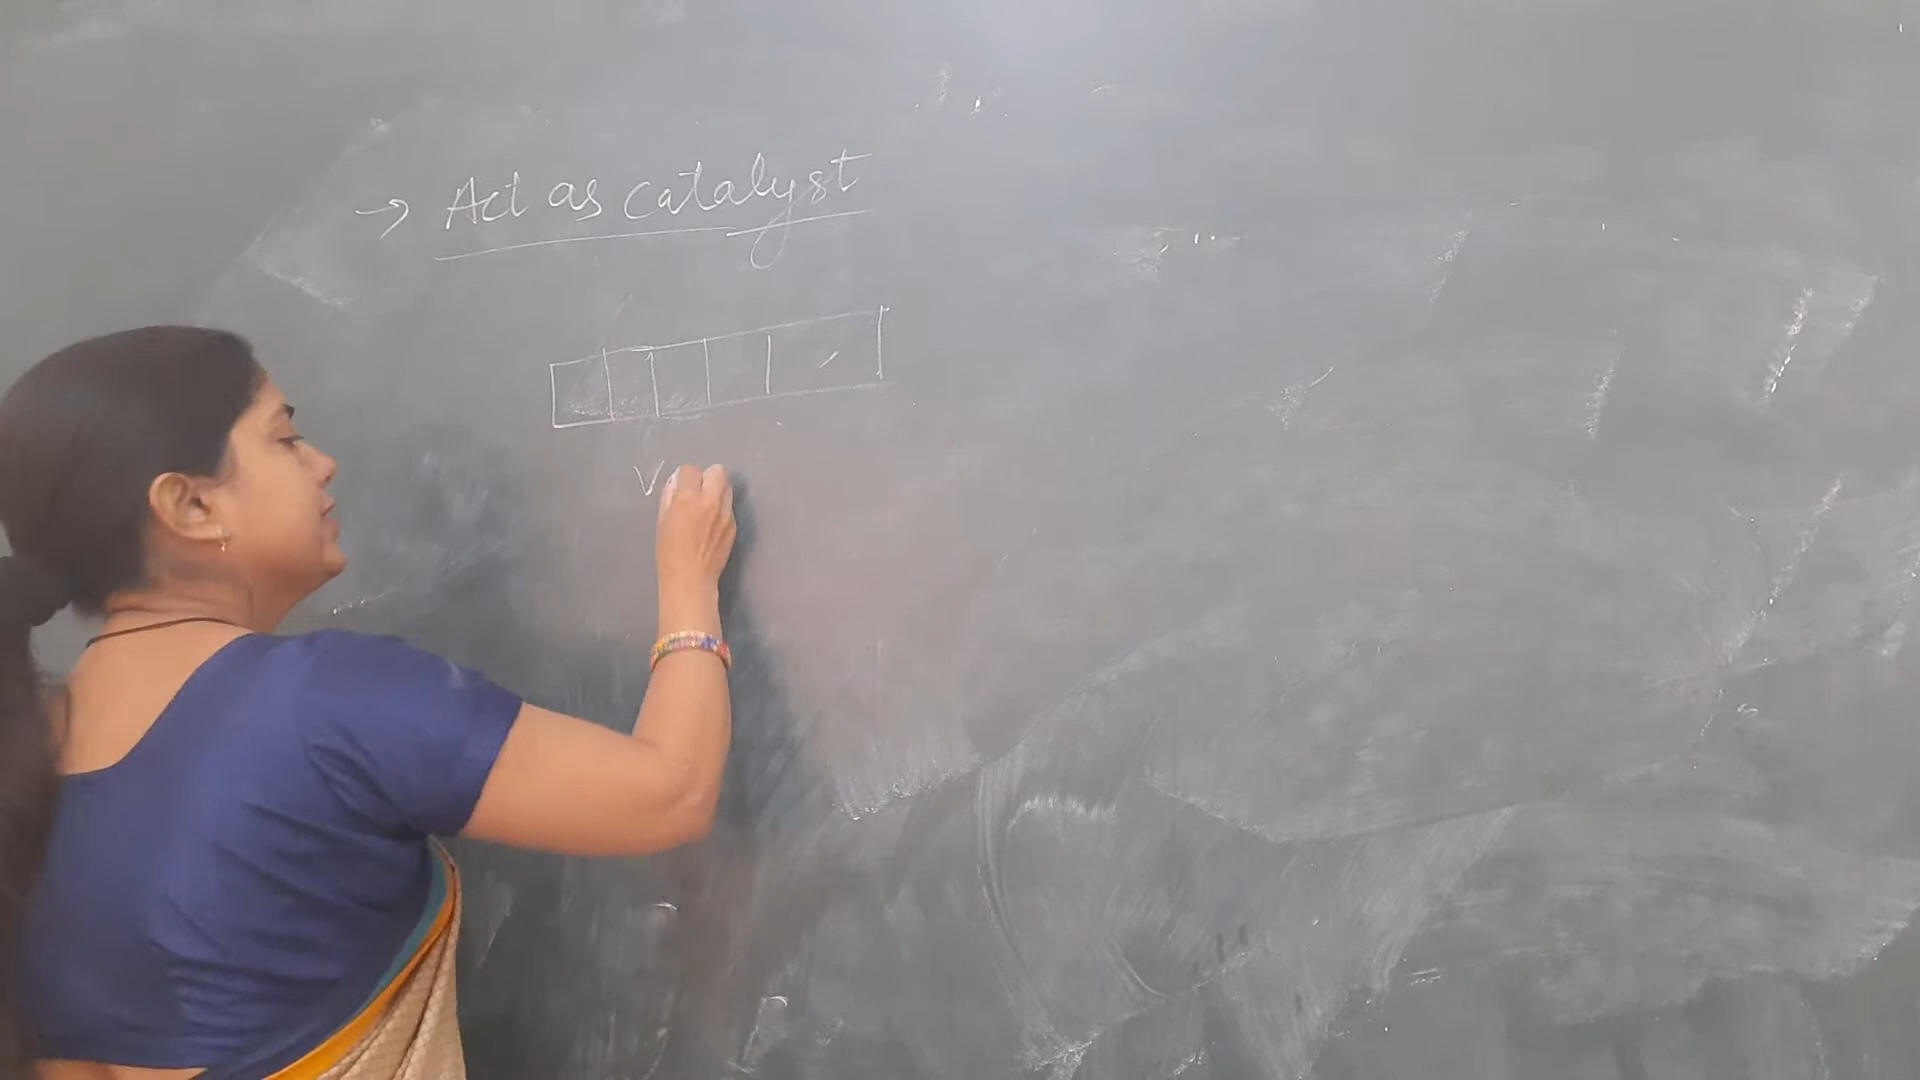 → Act as catalyst
V